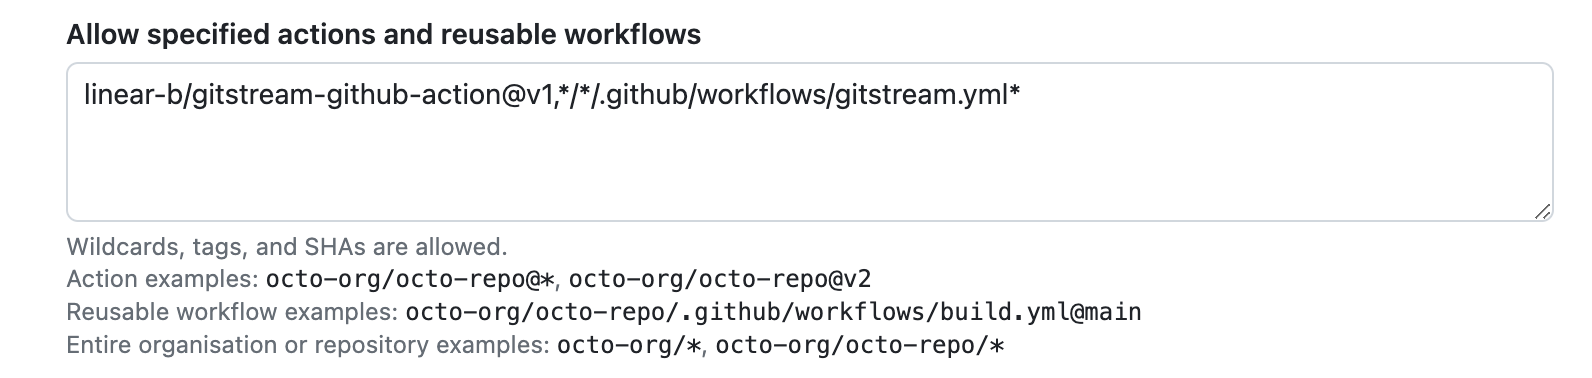 Allow specified actions and reusable workflows
linear-b/gitstream-github-action@v1,*/*/.github/workflows/gitstream.yml*
Wildcards, tags, and SHAs are allowed.
Action examples: octo-org/octo-repo@*, octo-org/octo-repo@v2
Reusable workflow examples: octo-org/octo-repo/.github/workflows/build.yml@main
Entire organisation or repository examples: octo-org/*, octo-org/octo-repo/*